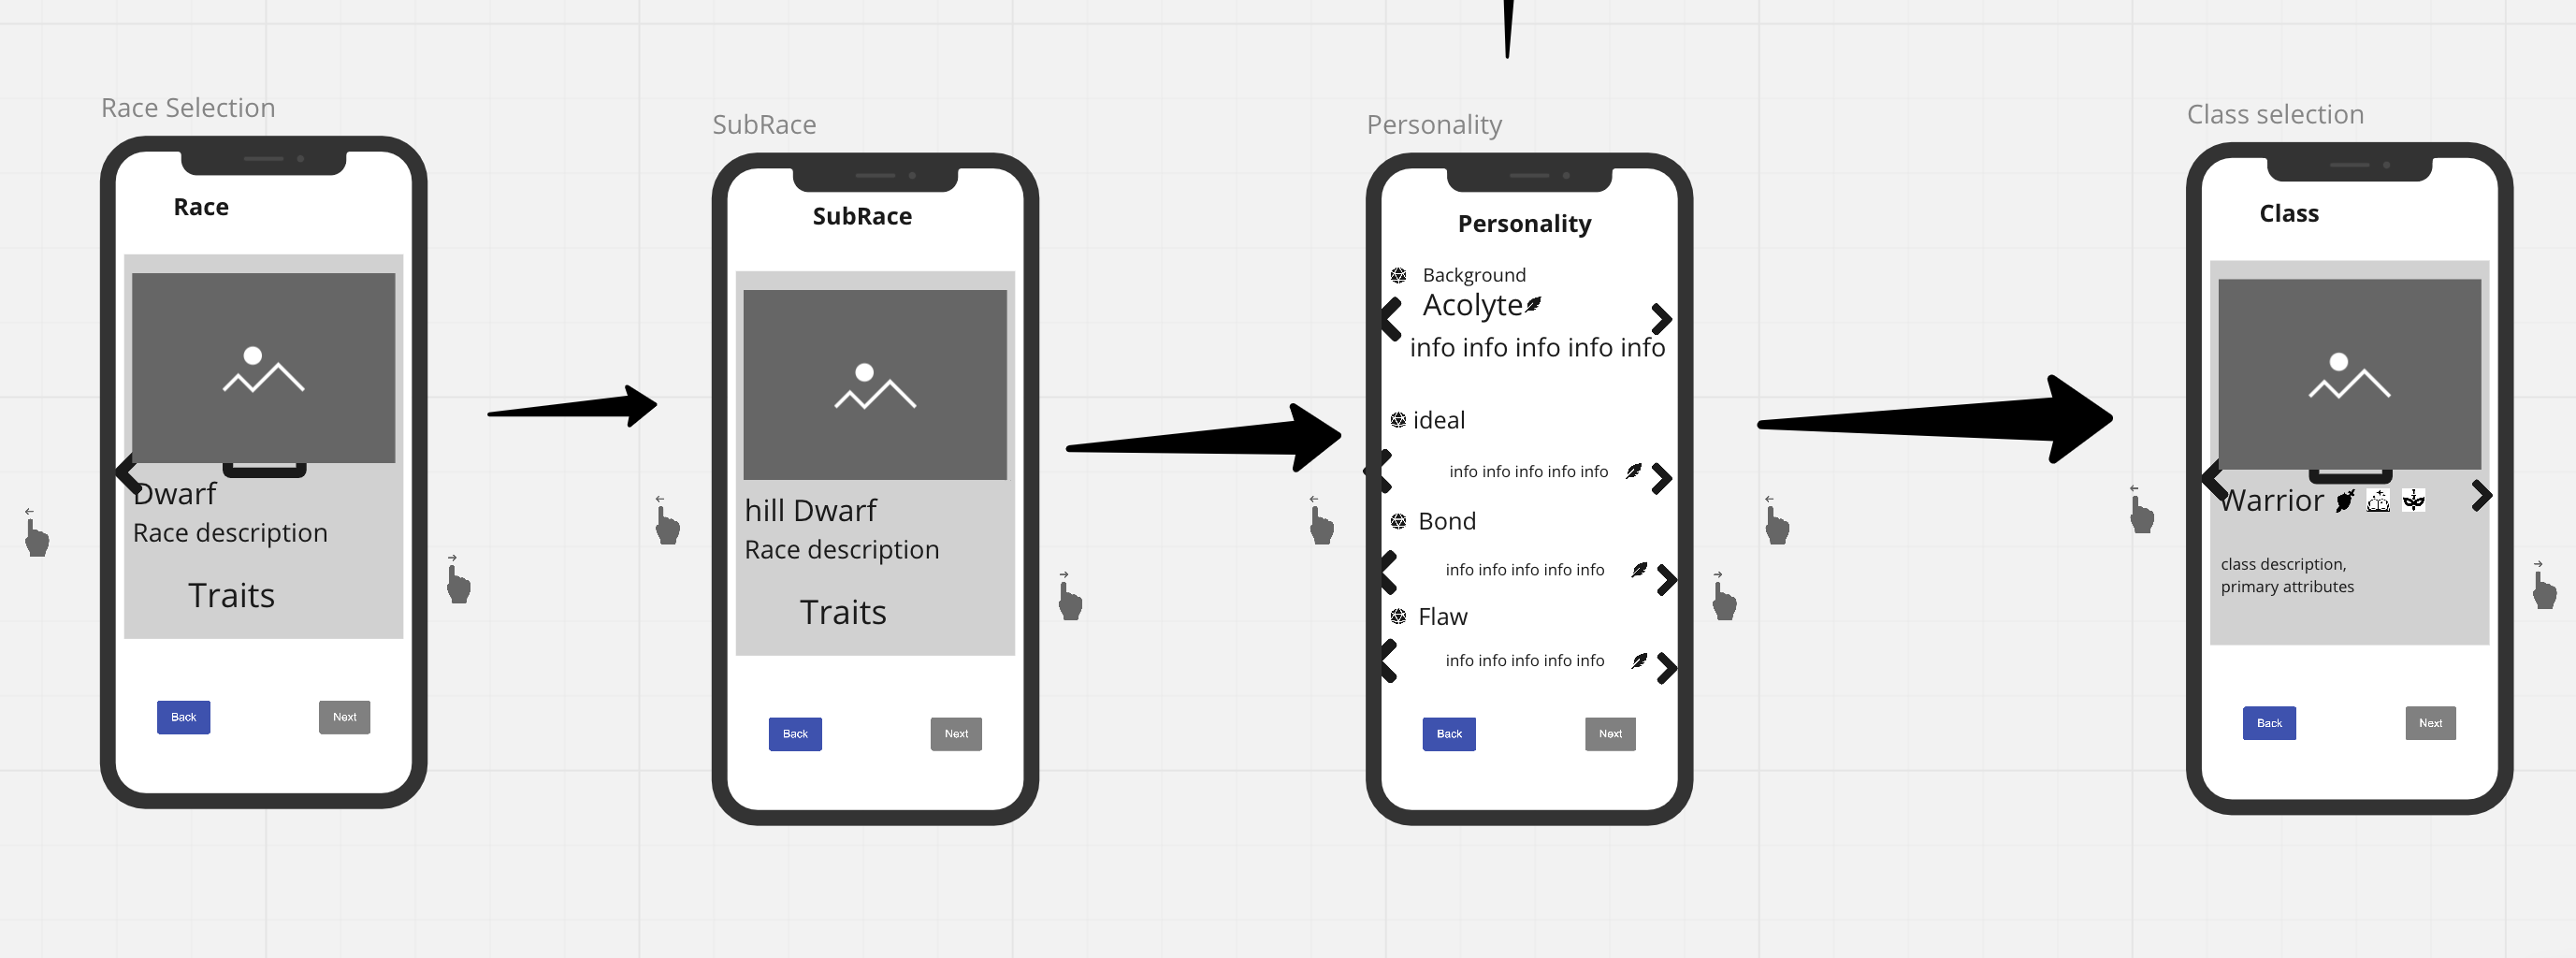 Race Selection
Race
Dwarf
Race description
Traits
Back
Next
SubRace
SubRace
hill Dwarf
Race description
Traits
Back
Next
Personality
Personality
Background
Acolyte
info info info info info
ideal
info info info info info
Bond
info info info info info
Flaw
info info info info info
Back
Next
Class selection
Class
Warrior
class description,
primary attributes
Back
Next